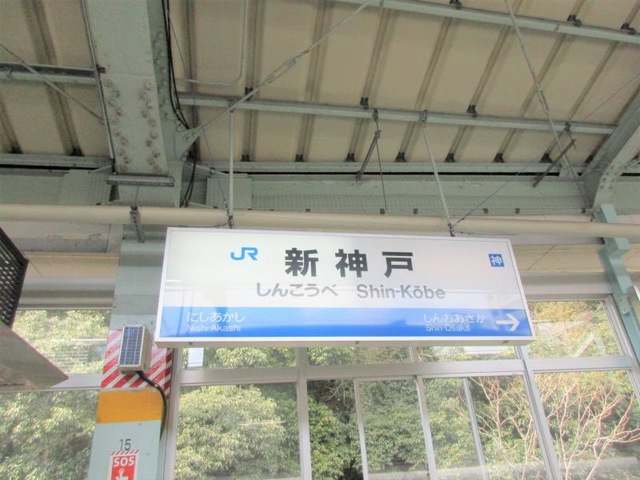 JR 新神戸 神
しんこうべ Shin-Kōbe
にしあかし しんおおさか
Nishi-Akashi Shin-Ōsaka
15
SOS